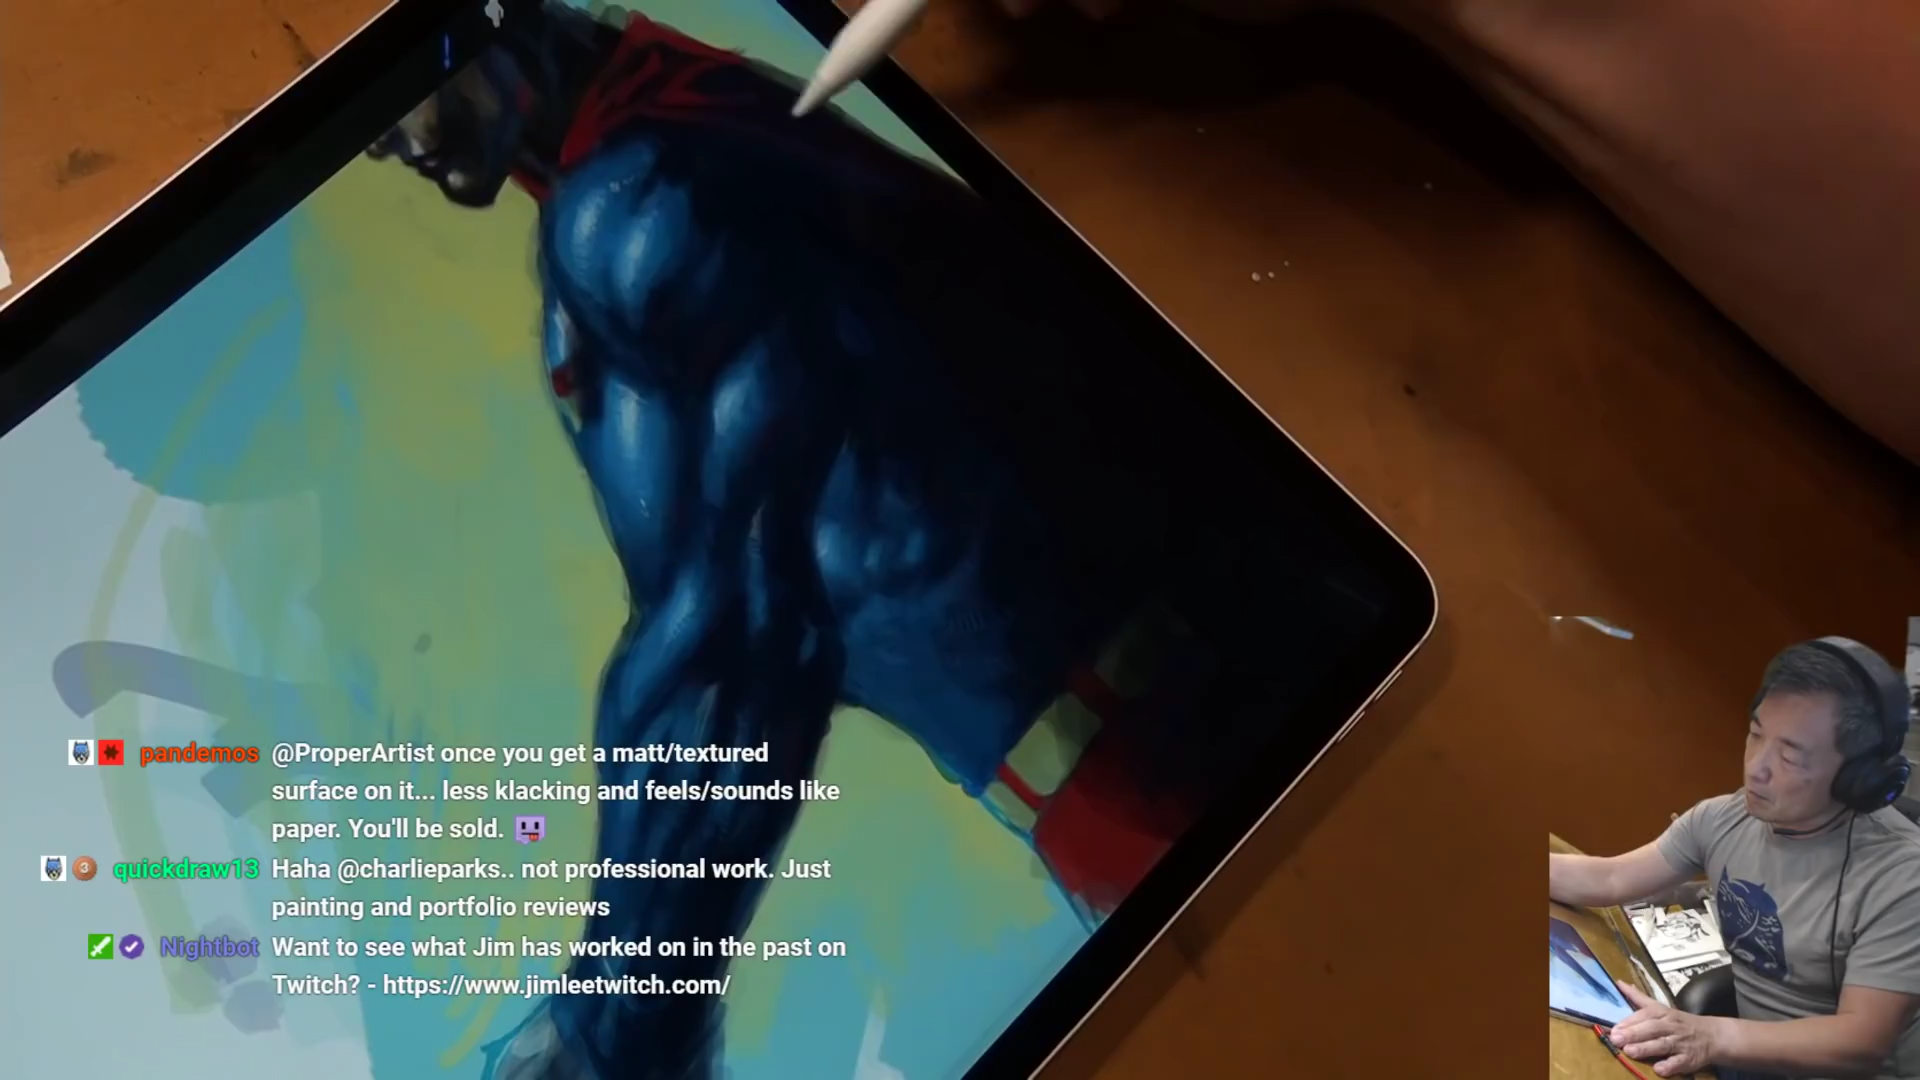 pandemos @ProperArtist once you get a matt/textured
surface on it... less klacking and feels/sounds like
paper. You'll be sold.
3 quickdraw13 Haha @charlieparks.. not professional work. Just
painting and portfolio reviews
Nightbot Want to see what Jim has worked on in the past on
Twitch? - https://www.jimleetwitch.com/